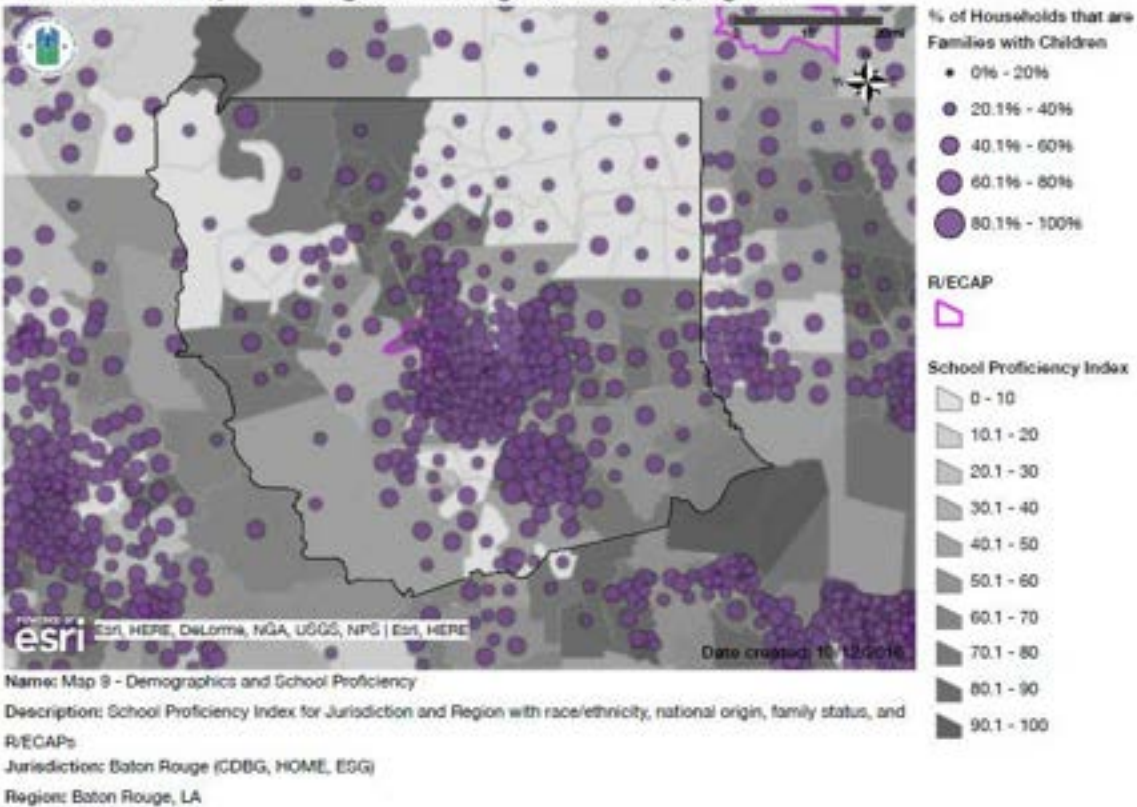 % of Households that are
Families with Children
0% - 20%
20.1% - 40%
40.1% - 60%
60.1% - 80%
80.1% - 100%
R/ECAP
School Proficiency Index
0 - 10
10.1 - 20
20.1 - 30
30.1 - 40
40.1 - 50
50.1 - 60
60.1 - 70
70.1 - 80
80.1 - 90
90.1 - 100
POWERED BY
esri
Esri, HERE, DeLorme, NGA, USGS, NPS | Esri, HERE
Date created:
Name: Map 9 - Demographics and School Proficiency
Description: School Proficiency Index for Jurisdiction and Region with race/ethnicity, national origin, family status, and
R/ECAPs
Jurisdiction: Baton Rouge (CDBG, HOME, ESG)
Region: Baton Rouge, LA